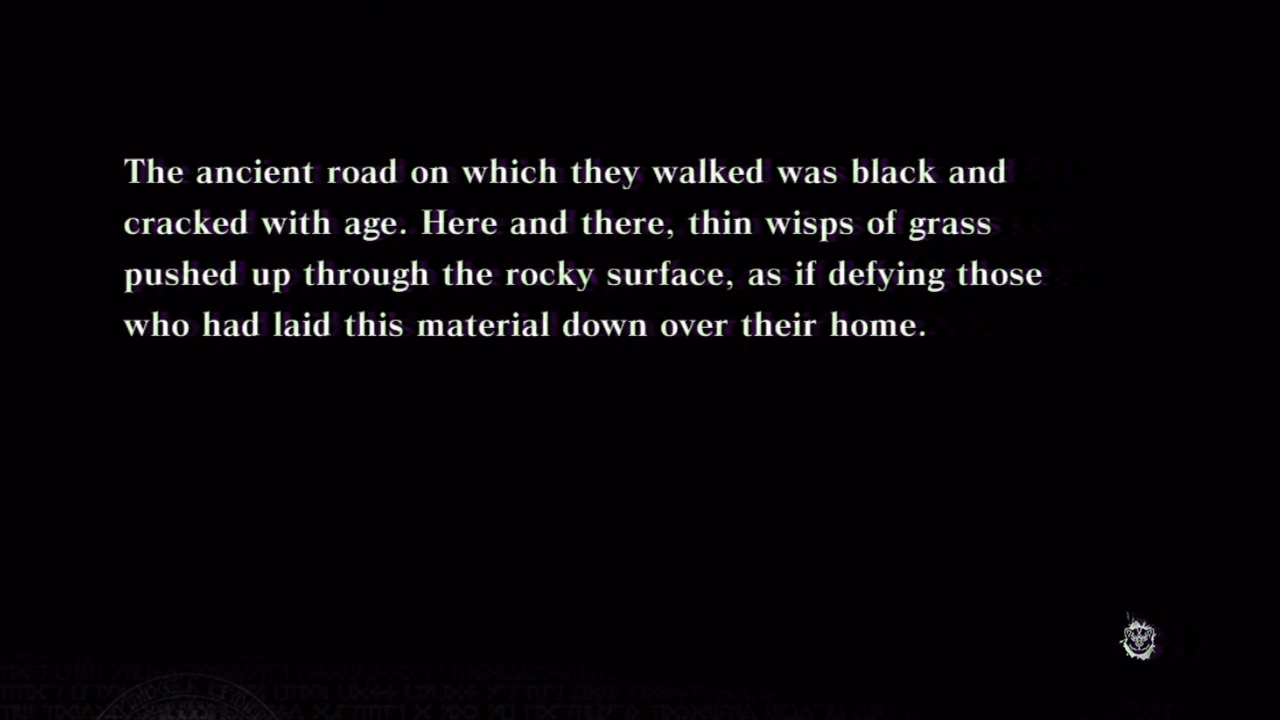 The ancient road on which they walked was black and
cracked with age. Here and there, thin wisps of grass
pushed up through the rocky surface, as if defying those
who had laid this material down over their home.